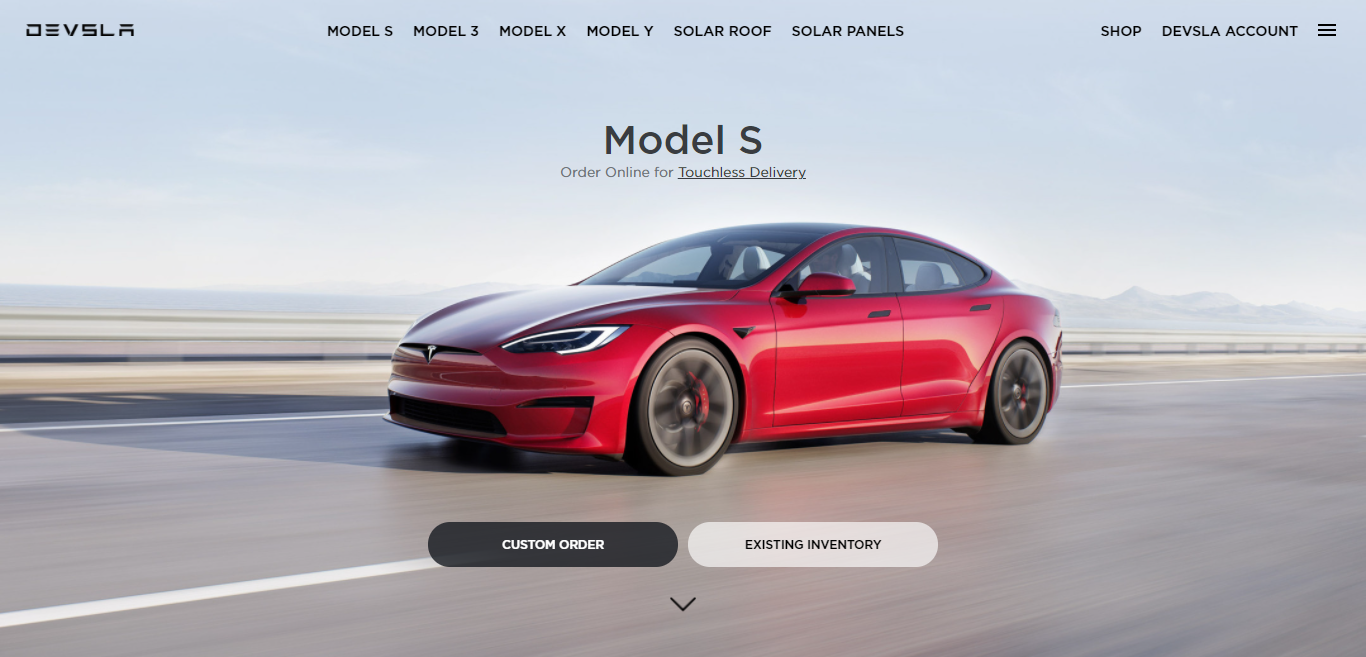 DEVSLA
MODEL S MODEL 3 MODEL X MODEL Y SOLAR ROOF SOLAR PANELS
SHOP DEVSLA ACCOUNT
Model S
Order Online for Touchless Delivery
CUSTOM ORDER
EXISTING INVENTORY